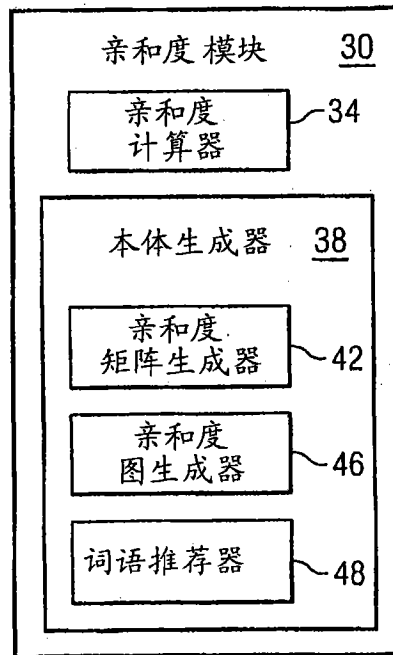 亲和度 模块 30
亲和度
计算器
34
本体生成器 38
亲和度
矩阵生成器
42
亲和度
图生成器
46
词语推荐器
48